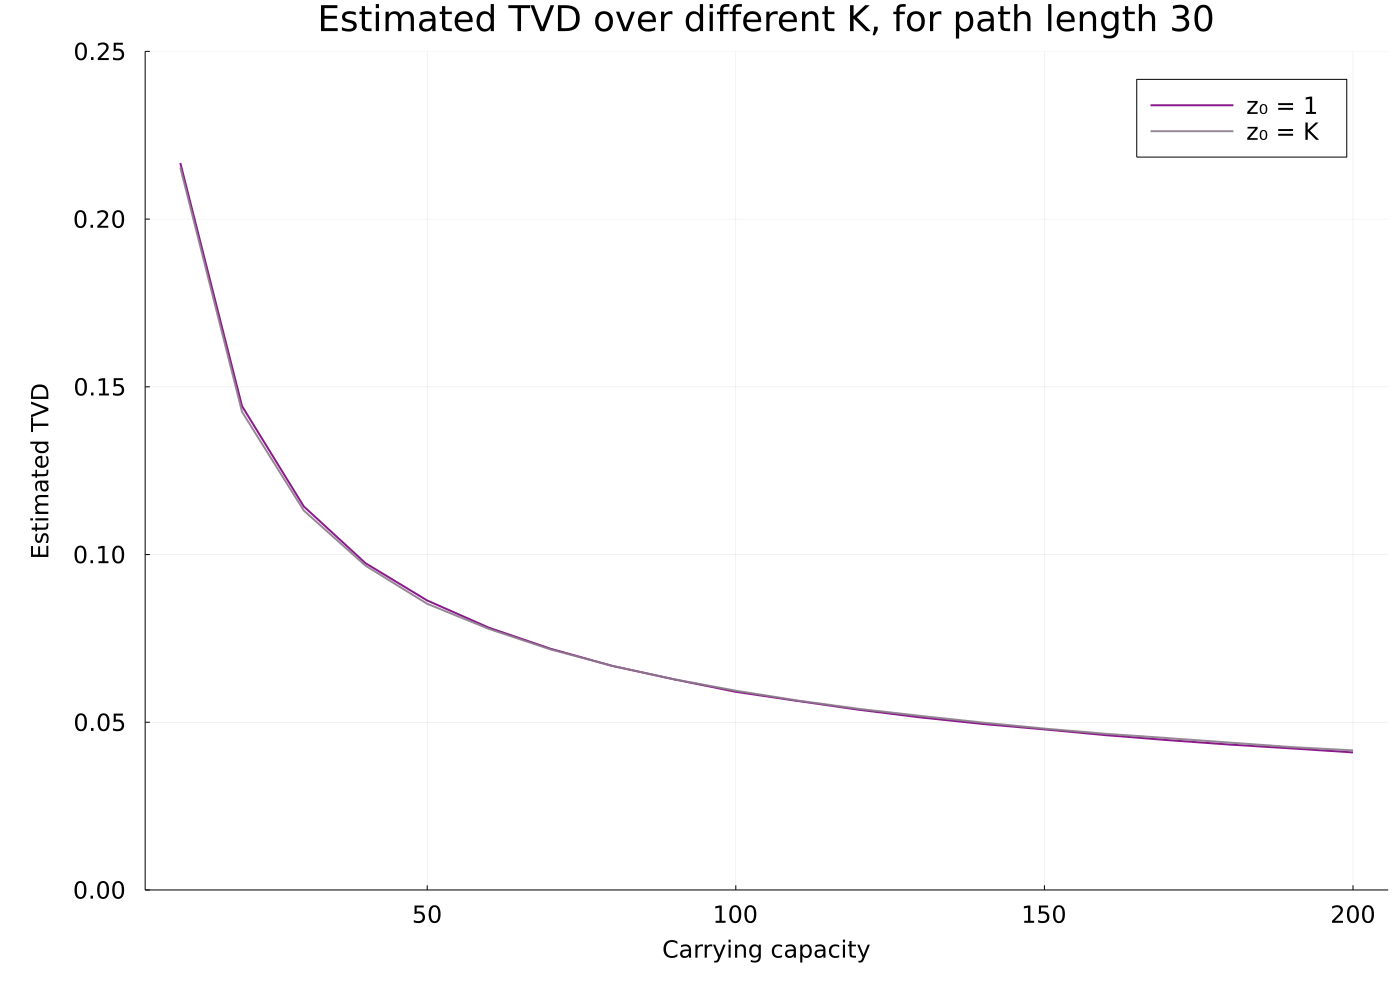 Estimated TVD over different K, for path length 30
0.25
0.20
0.15
0.10
0.05
0.00
Estimated TVD
z₀ = 1
z₀ = K
50 100 150 200
Carrying capacity